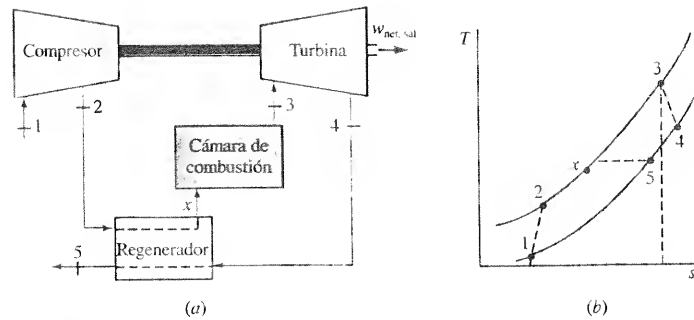 Compresor
Turbina
w_net, sal
1
2
3
4
Cámara de
combustión
x
5
Regenerador
(a)
T
3
4
x
5
2
1
s
(b)